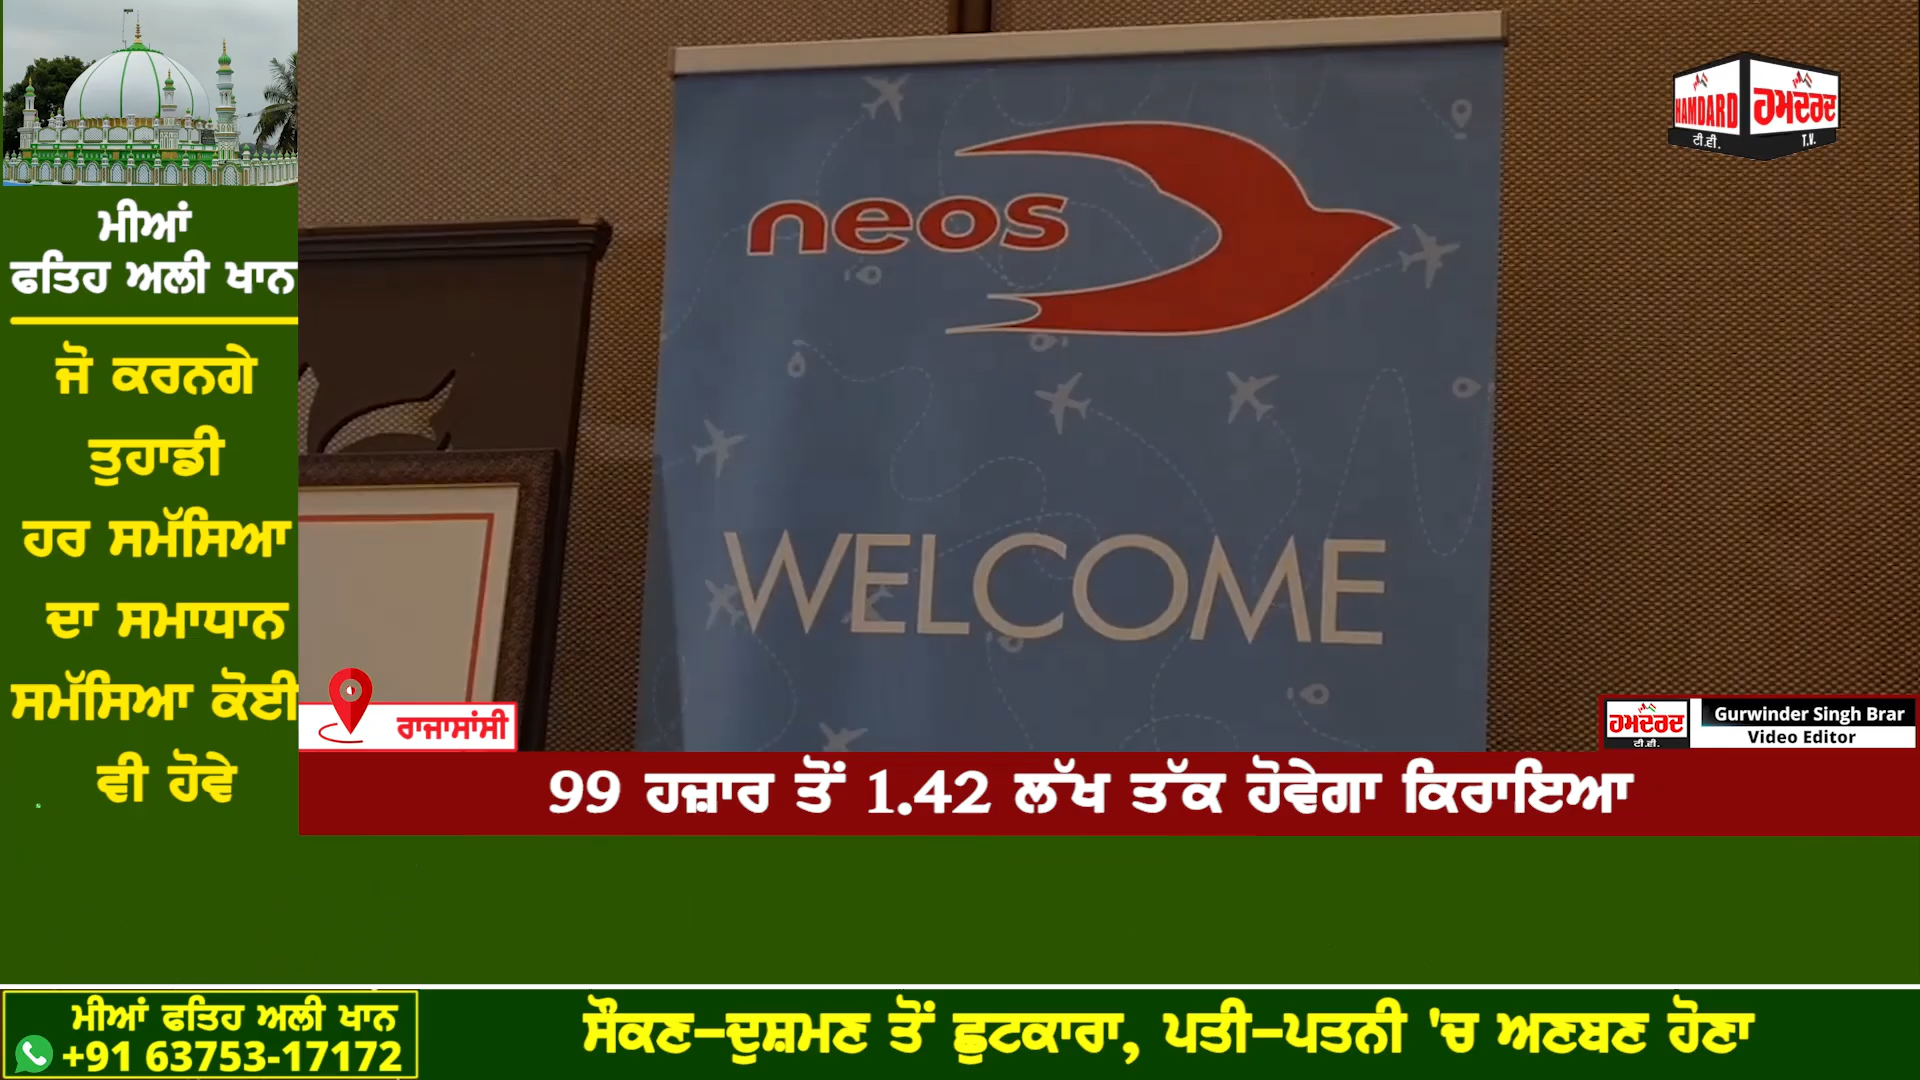 ਮੀਆਂ
ਫਤਿਹ ਅਲੀ ਖਾਨ
ਜੋ ਕਰਨਗੇ
ਤੁਹਾਡੀ
ਹਰ ਸਮੱਸਿਆ
ਦਾ ਸਮਾਧਾਨ
ਸਮੱਸਿਆ ਕੋਈ
ਵੀ ਹੋਵੇ
neos
WELCOME
HAMDARD ਹਮਦਰਦ
ਟੀ.ਵੀ. T.V.
ਰਾਜਾਸਾਂਸੀ
ਹਮਦਰਦ
ਟੀ.ਵੀ.
Gurwinder Singh Brar
Video Editor
99 ਹਜ਼ਾਰ ਤੋਂ 1.42 ਲੱਖ ਤੱਕ ਹੋਵੇਗਾ ਕਿਰਾਇਆ
ਮੀਆਂ ਫਤਿਹ ਅਲੀ ਖਾਨ
+91 63753-17172
ਸੌਂਕਣ-ਦੁਸ਼ਮਣ ਤੋਂ ਛੁਟਕਾਰਾ, ਪਤੀ-ਪਤਨੀ 'ਚ ਅਣਬਣ ਹੋਣਾ